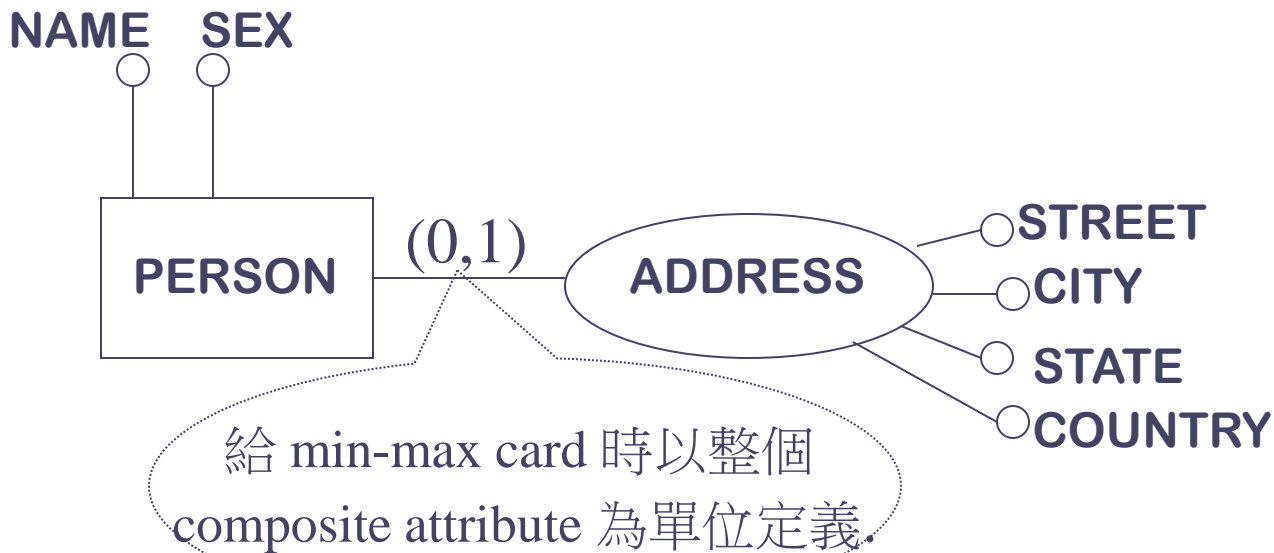 NAME SEX
PERSON
(0,1)
ADDRESS
STREET
CITY
STATE
COUNTRY
給 min-max card 時以整個
composite attribute 為單位定義.